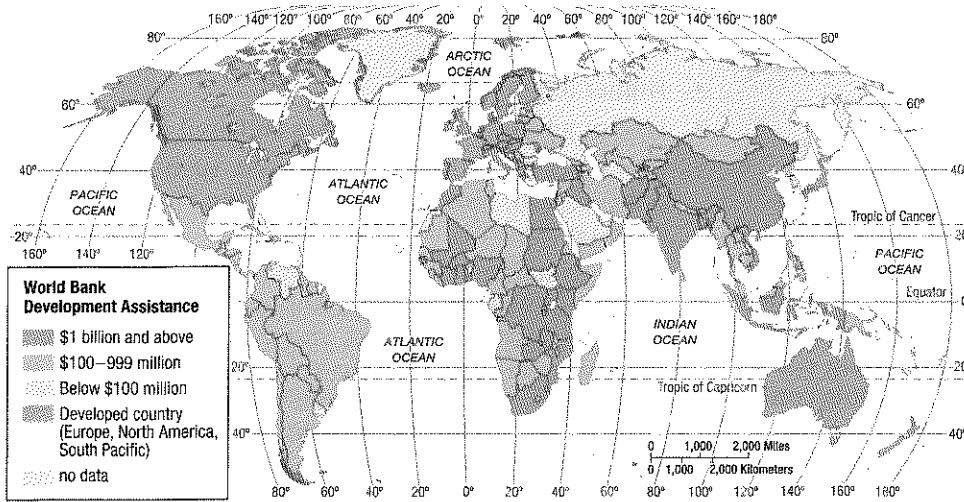 160° 140° 120° 100° 80° 60° 40° 20° 0° 20° 40° 60° 80° 100° 120° 140° 160° 180°
80° 80°
ARCTIC
OCEAN
60° 60°
40° 40°
PACIFIC
OCEAN
ATLANTIC
OCEAN
Tropic of Cancer
20° 20°
160° 140° 120°
PACIFIC
OCEAN
Equator
0°
World Bank
Development Assistance
$1 billion and above
$100–999 million
Below $100 million
Developed country
(Europe, North America,
South Pacific)
no data
ATLANTIC
OCEAN
INDIAN
OCEAN
20° 20°
Tropic of Capricorn
40° 40°
0 1,000 2,000 Miles
0 1,000 2,000 Kilometers
80° 60° 40° 20° 0° 20° 40° 60° 80° 100° 120° 140° 160° 180°